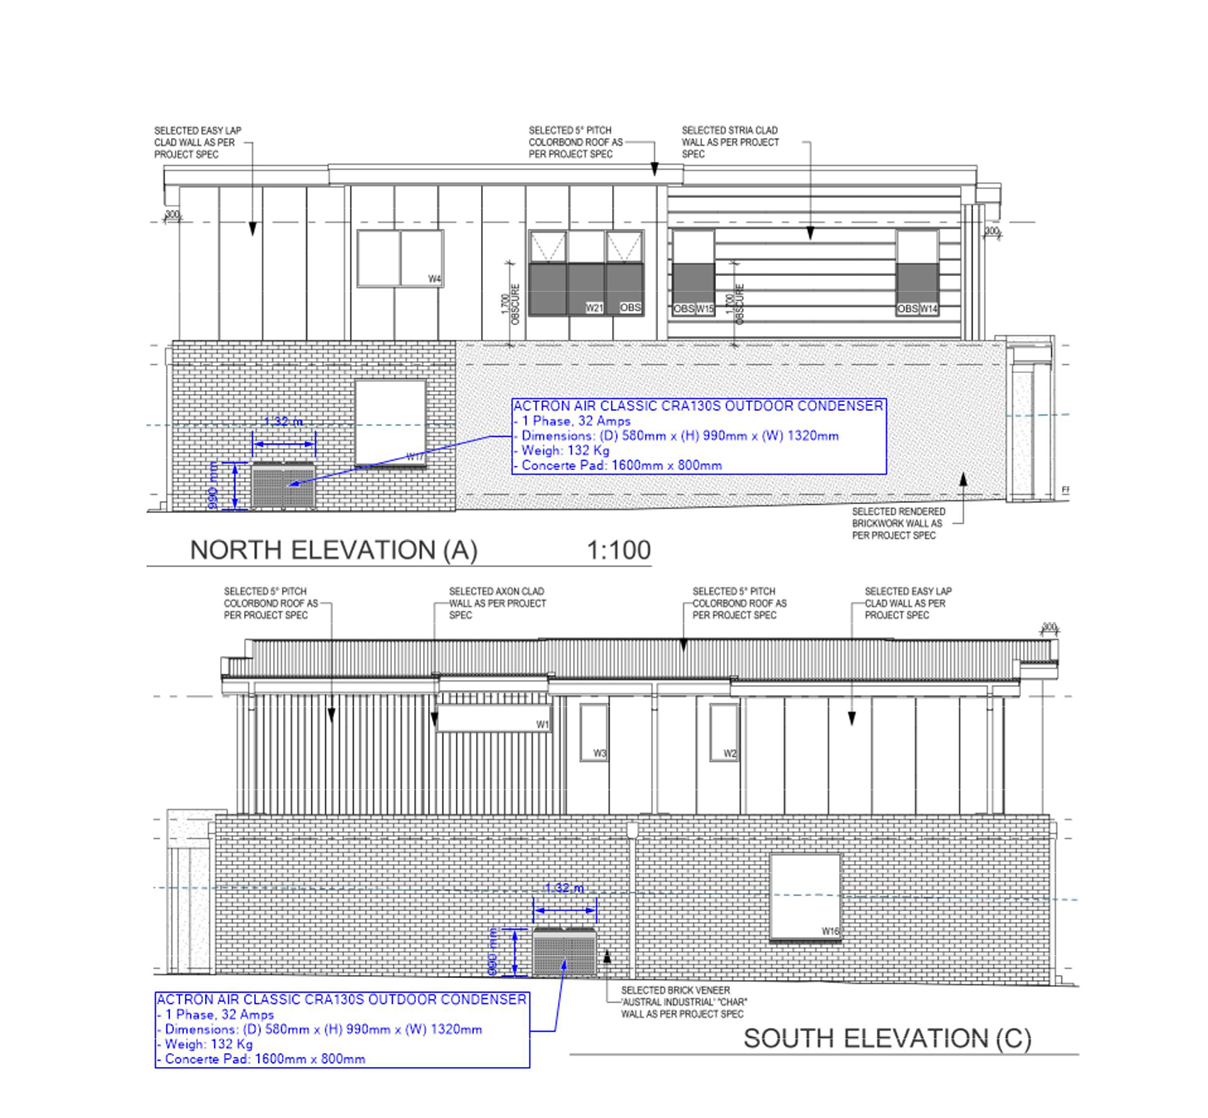 SELECTED EASY LAP
CLAD WALL AS PER
PROJECT SPEC
SELECTED 5° PITCH
COLORBOND ROOF AS
PER PROJECT SPEC
SELECTED STRIA CLAD
WALL AS PER PROJECT
SPEC
300
300
W4
W21
OBS
OBS
W15
OBS
W14
1,700
OBSCURE
1,700
OBSCURE
W17
1.32 m
990 mm
ACTRON AIR CLASSIC CRA130S OUTDOOR CONDENSER
- 1 Phase, 32 Amps
- Dimensions: (D) 580mm x (H) 990mm x (W) 1320mm
- Weigh: 132 Kg
- Concerte Pad: 1600mm x 800mm
SELECTED RENDERED
BRICKWORK WALL AS
PER PROJECT SPEC
NORTH ELEVATION (A)
1:100
SELECTED 5° PITCH
COLORBOND ROOF AS
PER PROJECT SPEC
SELECTED AXON CLAD
WALL AS PER PROJECT
SPEC
SELECTED 5° PITCH
COLORBOND ROOF AS
PER PROJECT SPEC
SELECTED EASY LAP
CLAD WALL AS PER
PROJECT SPEC
300
W1
W3
W2
W16
1.32 m
990 mm
SELECTED BRICK VENEER
'AUSTRAL INDUSTRIAL' "CHAR"
WALL AS PER PROJECT SPEC
ACTRON AIR CLASSIC CRA130S OUTDOOR CONDENSER
- 1 Phase, 32 Amps
- Dimensions: (D) 580mm x (H) 990mm x (W) 1320mm
- Weigh: 132 Kg
- Concerte Pad: 1600mm x 800mm
SOUTH ELEVATION (C)